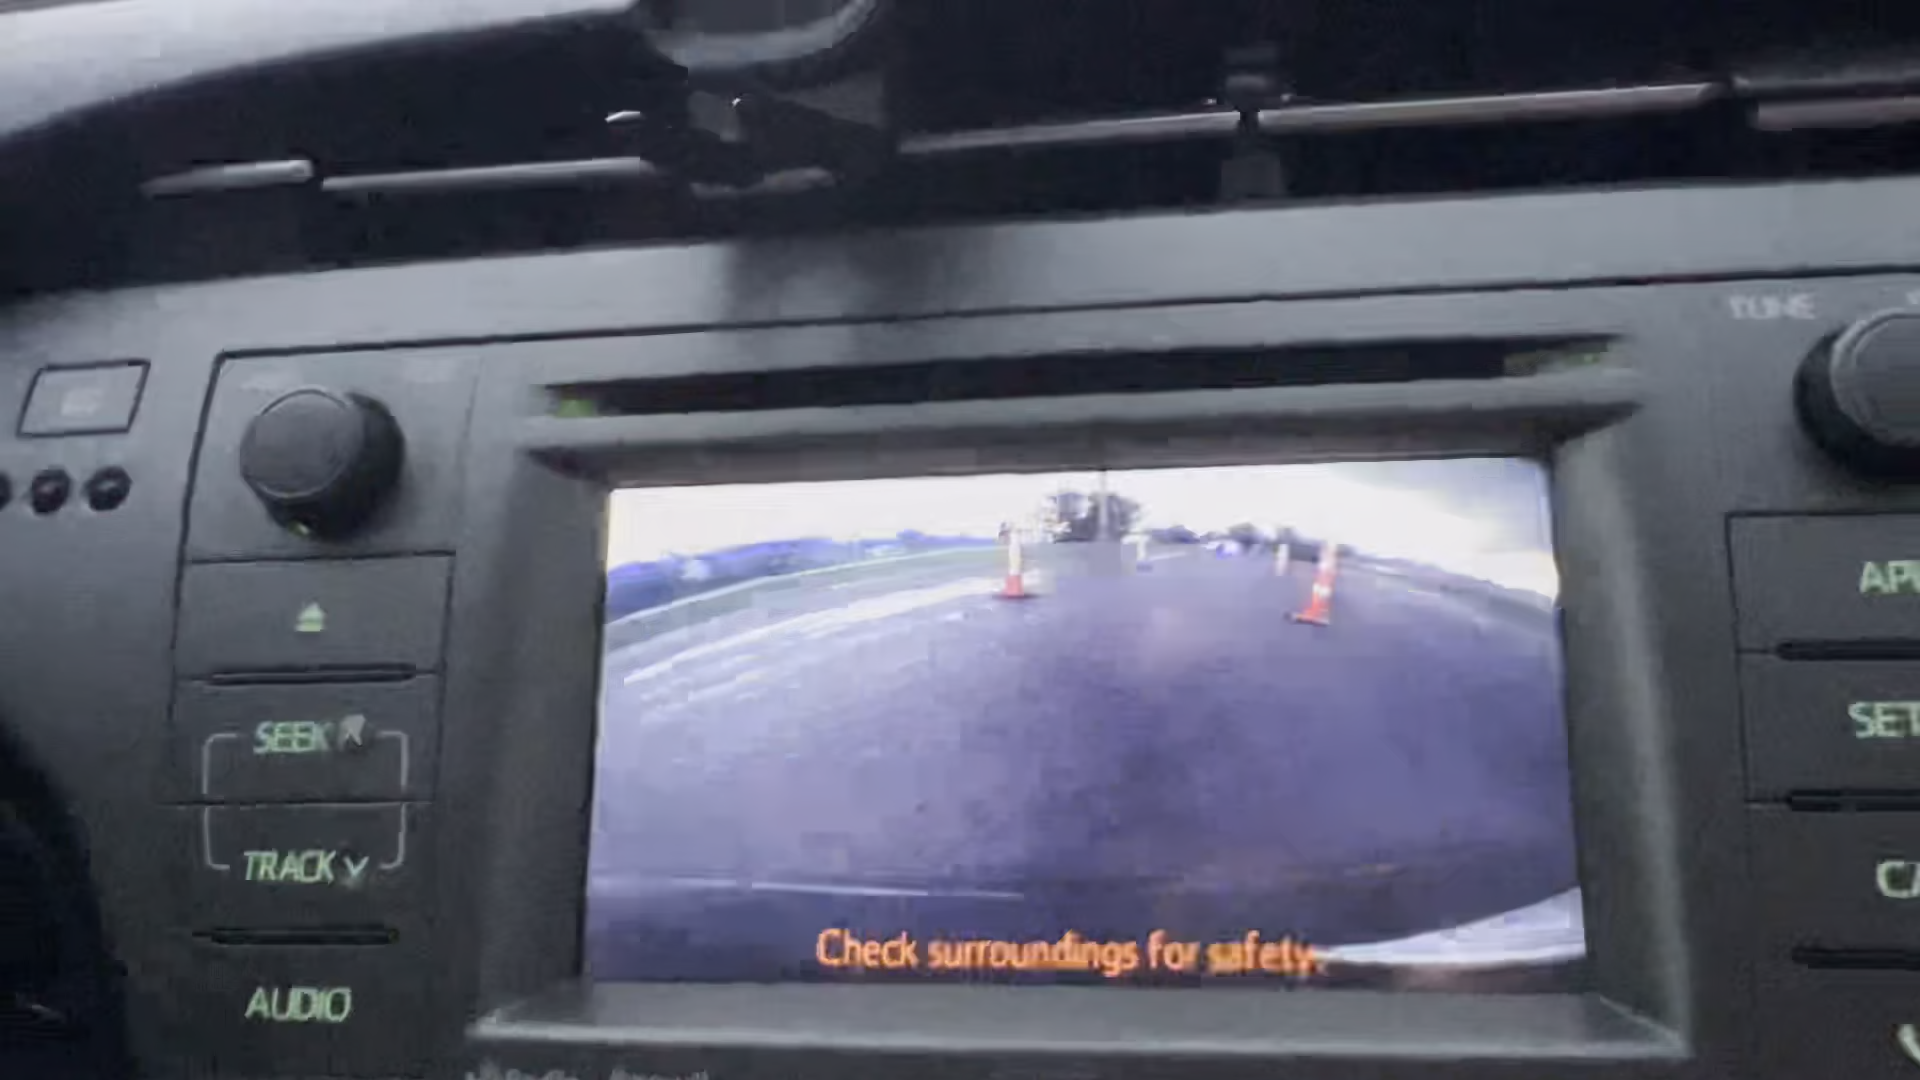 TUNE
SEEK ∧
TRACK ∨
AUDIO
Check surroundings for safety.